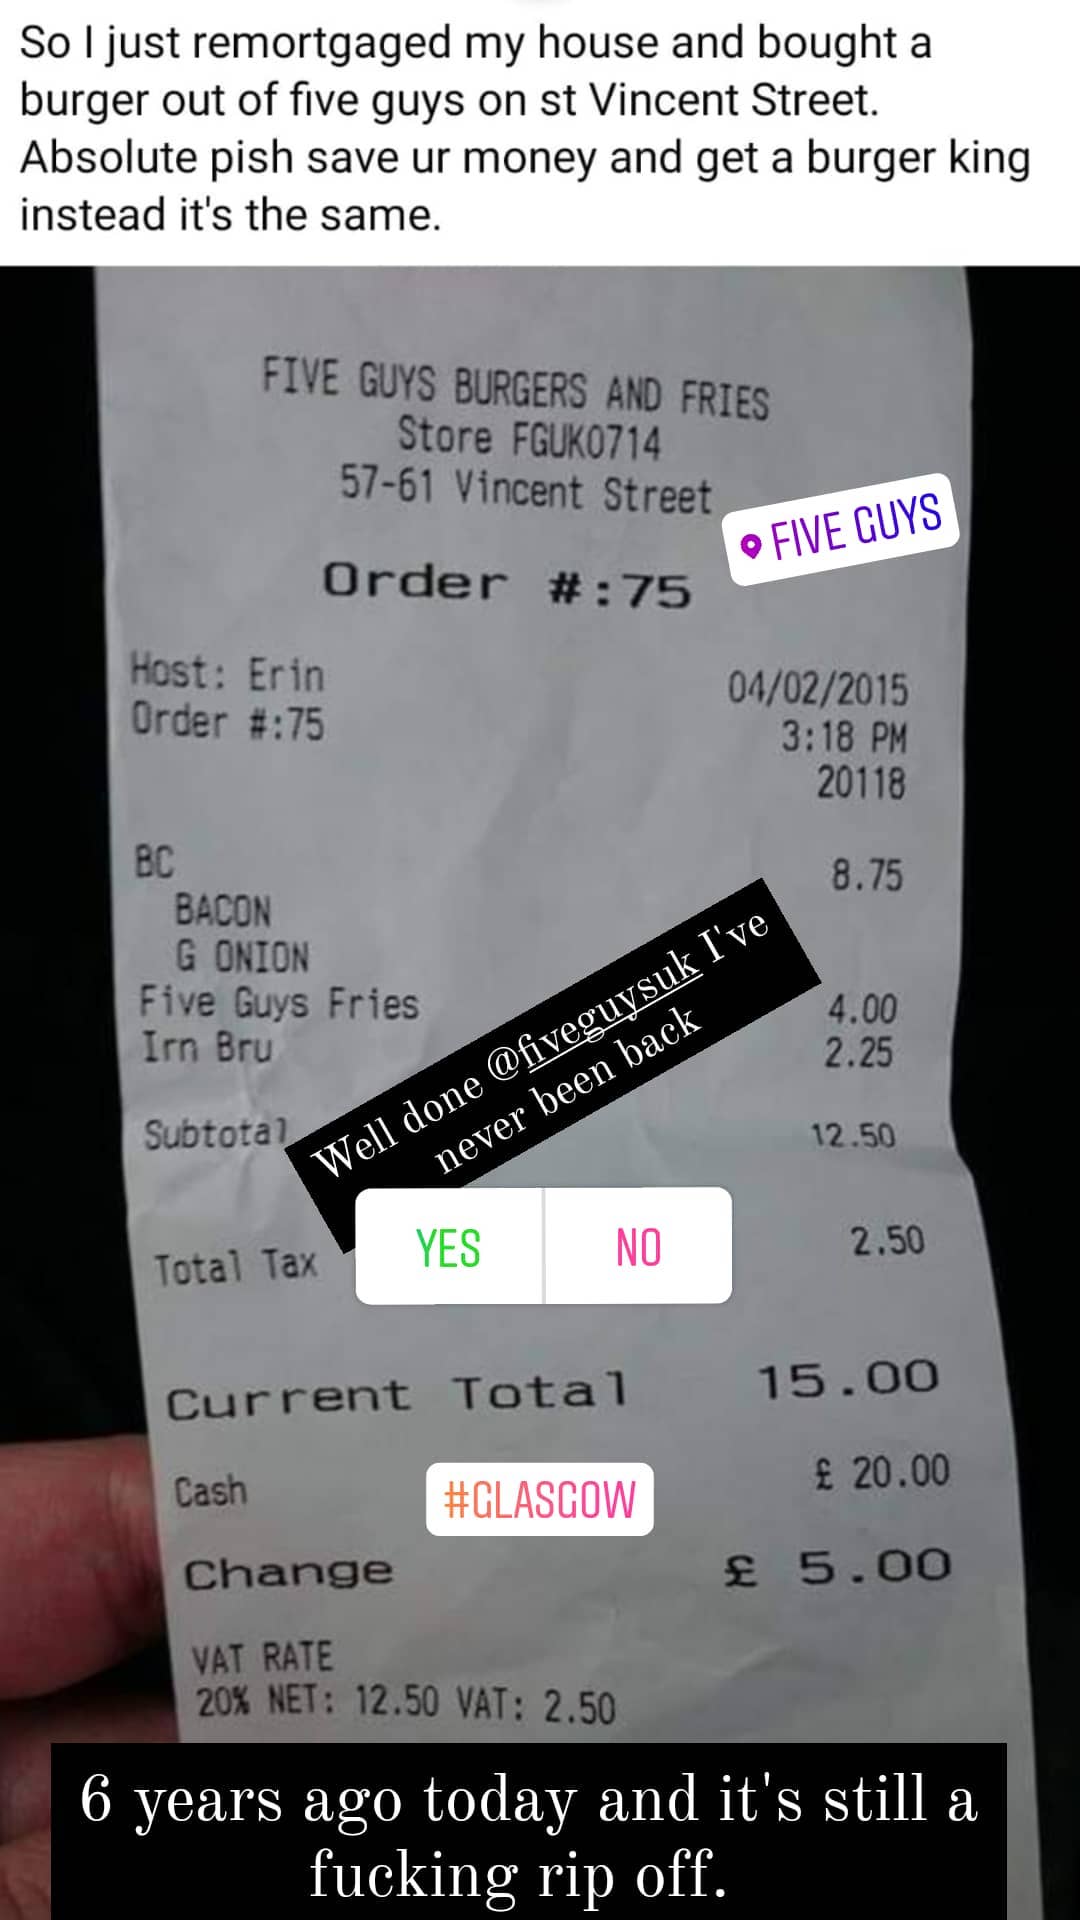 So I just remortgaged my house and bought a
burger out of five guys on st Vincent Street.
Absolute pish save ur money and get a burger king
instead it's the same.
FIVE GUYS BURGERS AND FRIES
Store FGUK0714
57-61 Vincent Street
FIVE GUYS
Order #:75
Host: Erin
04/02/2015
Order #:75
3:18 PM
20118
BC 8.75
BACON
G ONION
Five Guys Fries 4.00
Irn Bru 2.25
Well done @fiveguysuk I've
never been back
Subtotal 12.50
YES NO
Total Tax 2.50
Current Total 15.00
Cash £ 20.00
#GLASGOW
Change £ 5.00
VAT RATE
20% NET: 12.50 VAT: 2.50
6 years ago today and it's still a
fucking rip off.